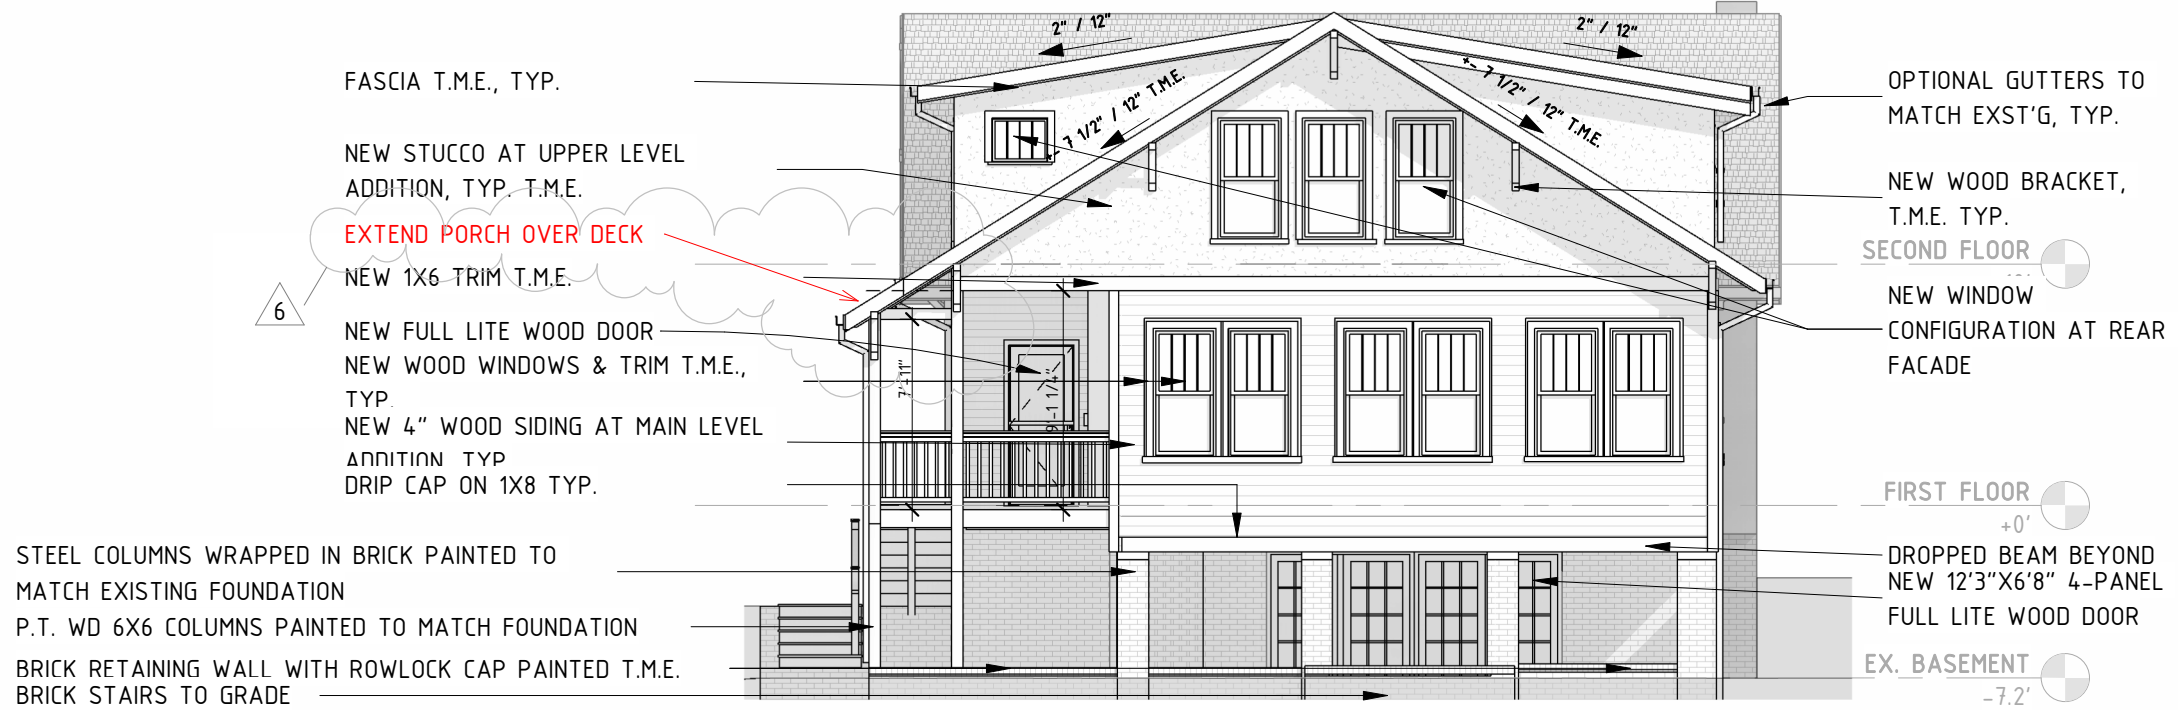 2" / 12"
2" / 12"
+- 7 1/2" / 12" T.M.E.
+- 7 1/2" / 12" T.M.E.
FASCIA T.M.E., TYP.
NEW STUCCO AT UPPER LEVEL
ADDITION, TYP. T.M.E.
EXTEND PORCH OVER DECK
NEW 1X6 TRIM T.M.E.
6
NEW FULL LITE WOOD DOOR
NEW WOOD WINDOWS & TRIM T.M.E.,
TYP.
NEW 4" WOOD SIDING AT MAIN LEVEL
ADDITION, TYP
DRIP CAP ON 1X8 TYP.
STEEL COLUMNS WRAPPED IN BRICK PAINTED TO
MATCH EXISTING FOUNDATION
P.T. WD 6X6 COLUMNS PAINTED TO MATCH FOUNDATION
BRICK RETAINING WALL WITH ROWLOCK CAP PAINTED T.M.E.
BRICK STAIRS TO GRADE
7'-11"
9'-1 1/4"
OPTIONAL GUTTERS TO
MATCH EXST'G, TYP.
NEW WOOD BRACKET,
T.M.E. TYP.
SECOND FLOOR
NEW WINDOW
CONFIGURATION AT REAR
FACADE
FIRST FLOOR
+0'
DROPPED BEAM BEYOND
NEW 12'3"X6'8" 4-PANEL
FULL LITE WOOD DOOR
EX. BASEMENT
-7.2'